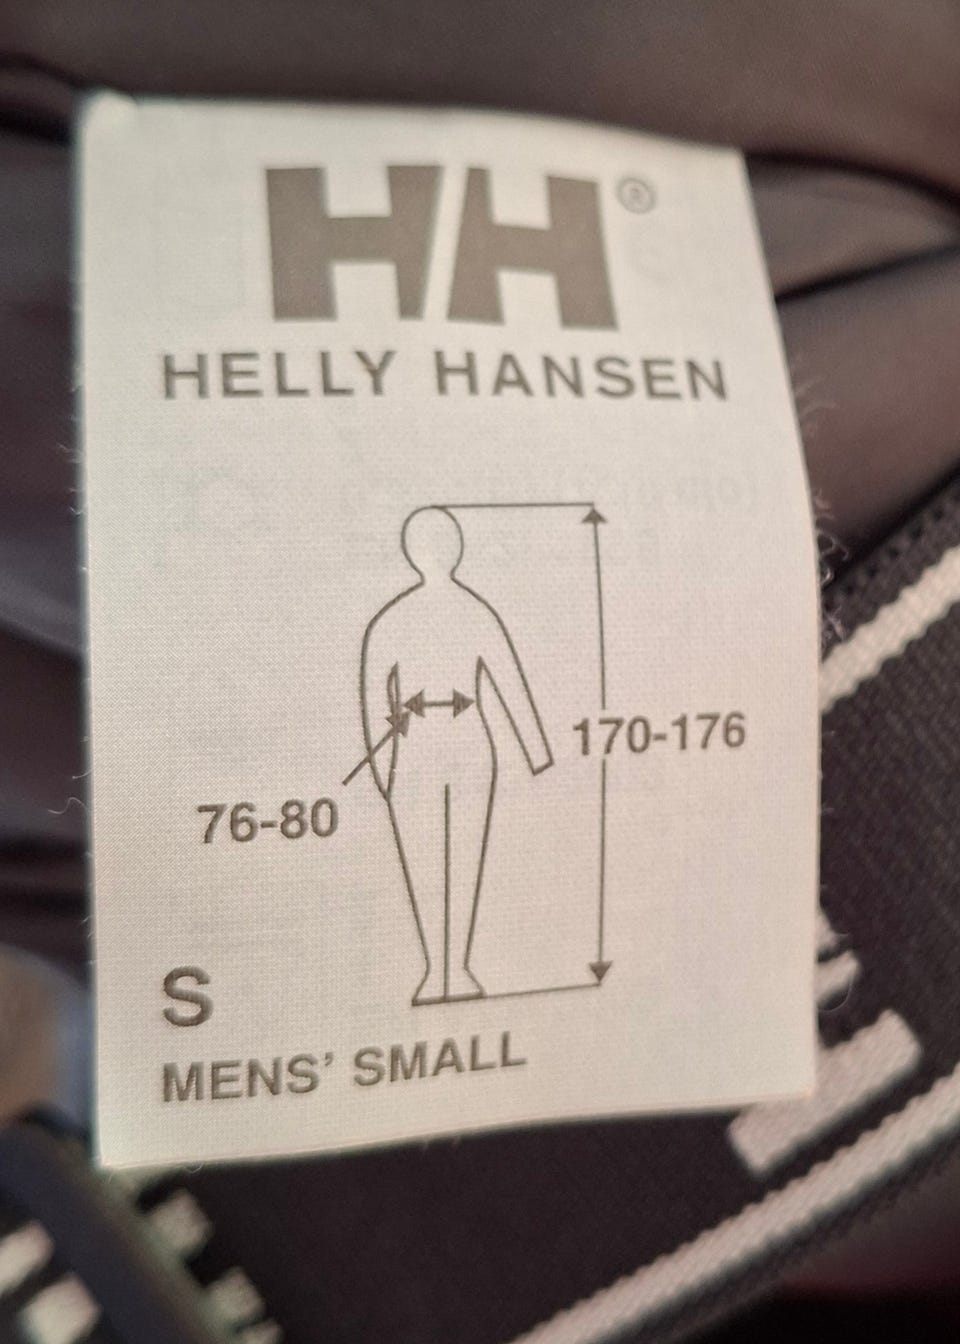 HH®
HELLY HANSEN
170-176
76-80
S
MENS’ SMALL